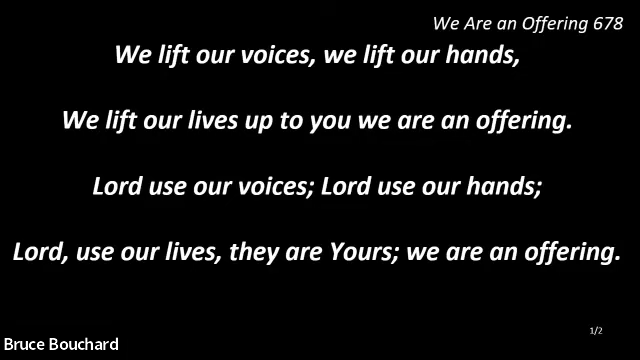 We Are an Offering 678
We lift our voices, we lift our hands,
We lift our lives up to you we are an offering.
Lord use our voices; Lord use our hands;
Lord, use our lives, they are Yours; we are an offering.
1/2
Bruce Bouchard